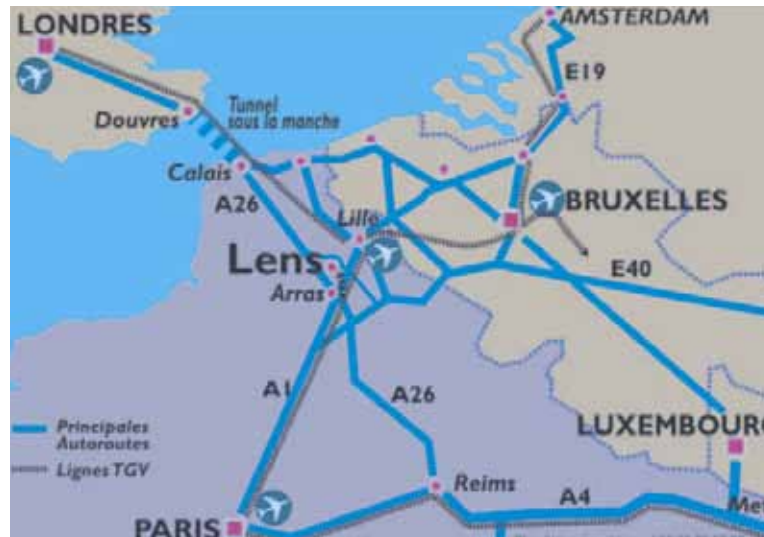 LONDRES
AMSTERDAM
E19
Douvres
Tunnel
sous la manche
Calais
A26
Lille
BRUXELLES
Lens
Arras
E40
A1
A26
LUXEMBOURG
Principales
Autoroutes
Lignes TGV
Reims
A4
Met
PARIS